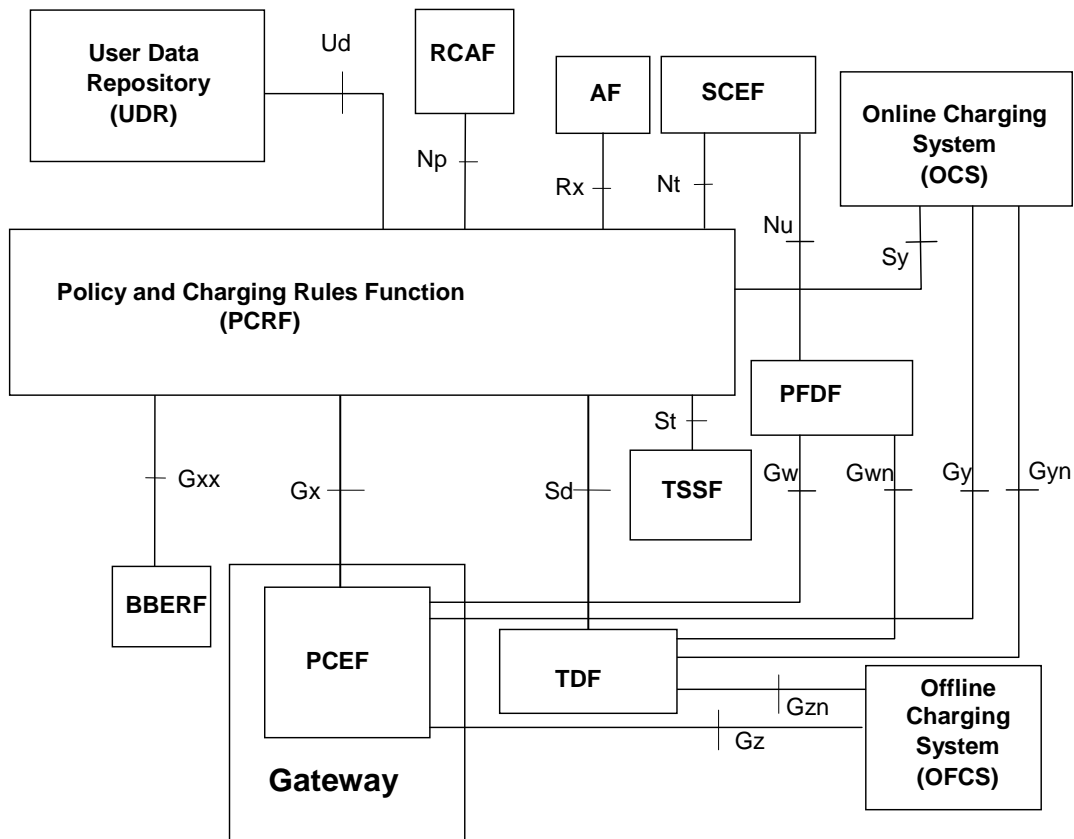 User Data
Repository
(UDR)
Ud
RCAF
AF
SCEF
Online Charging
System
(OCS)
Np
Rx
Nt
Nu
Sy
Policy and Charging Rules Function
(PCRF)
PFDF
St
Gxx
Gx
Sd
TSSF
Gw
Gwn
Gy
Gyn
BBERF
PCEF
TDF
Offline
Charging
System
(OFCS)
Gzn
Gz
Gateway